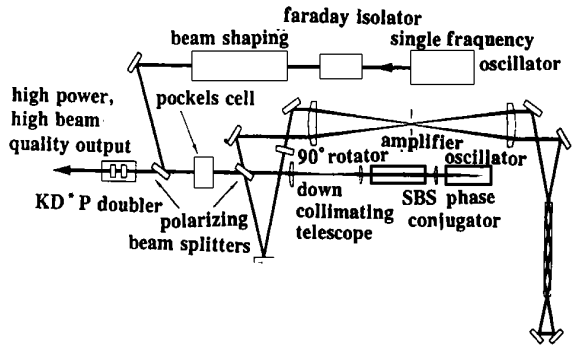 faraday isolator
beam shaping
single fraquency
oscillator
high power,
high beam
quality output
pockels cell
90° rotator
amplifier
oscillator
KD*P doubler
polarizing
beam splitters
down
collimating
telescope
SBS phase
conjugator